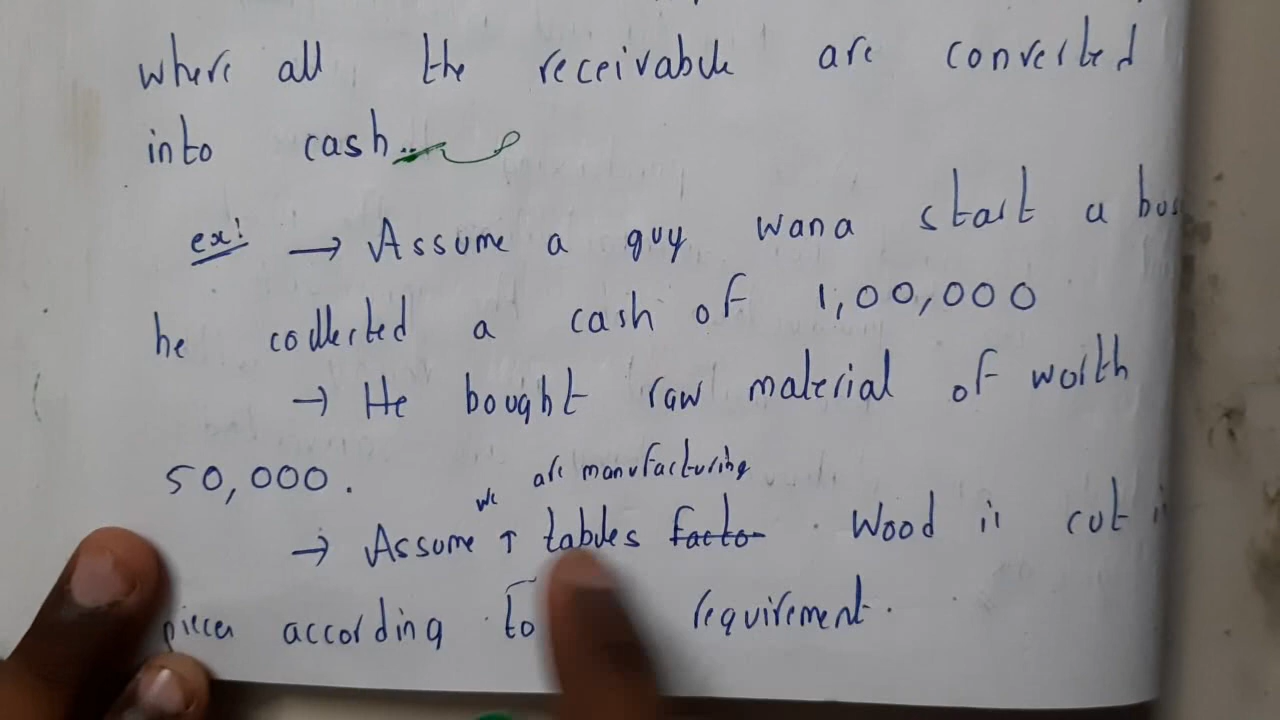 where all the receivable are converted
into cash..
ex! → Assume a guy wana start a bus
he collected a cash of 1,00,000
→ He bought raw material of worth
50,000.
we are manufacturing
→ Assume ↑ tables facto . Wood is cut i
pieces according to requirement.